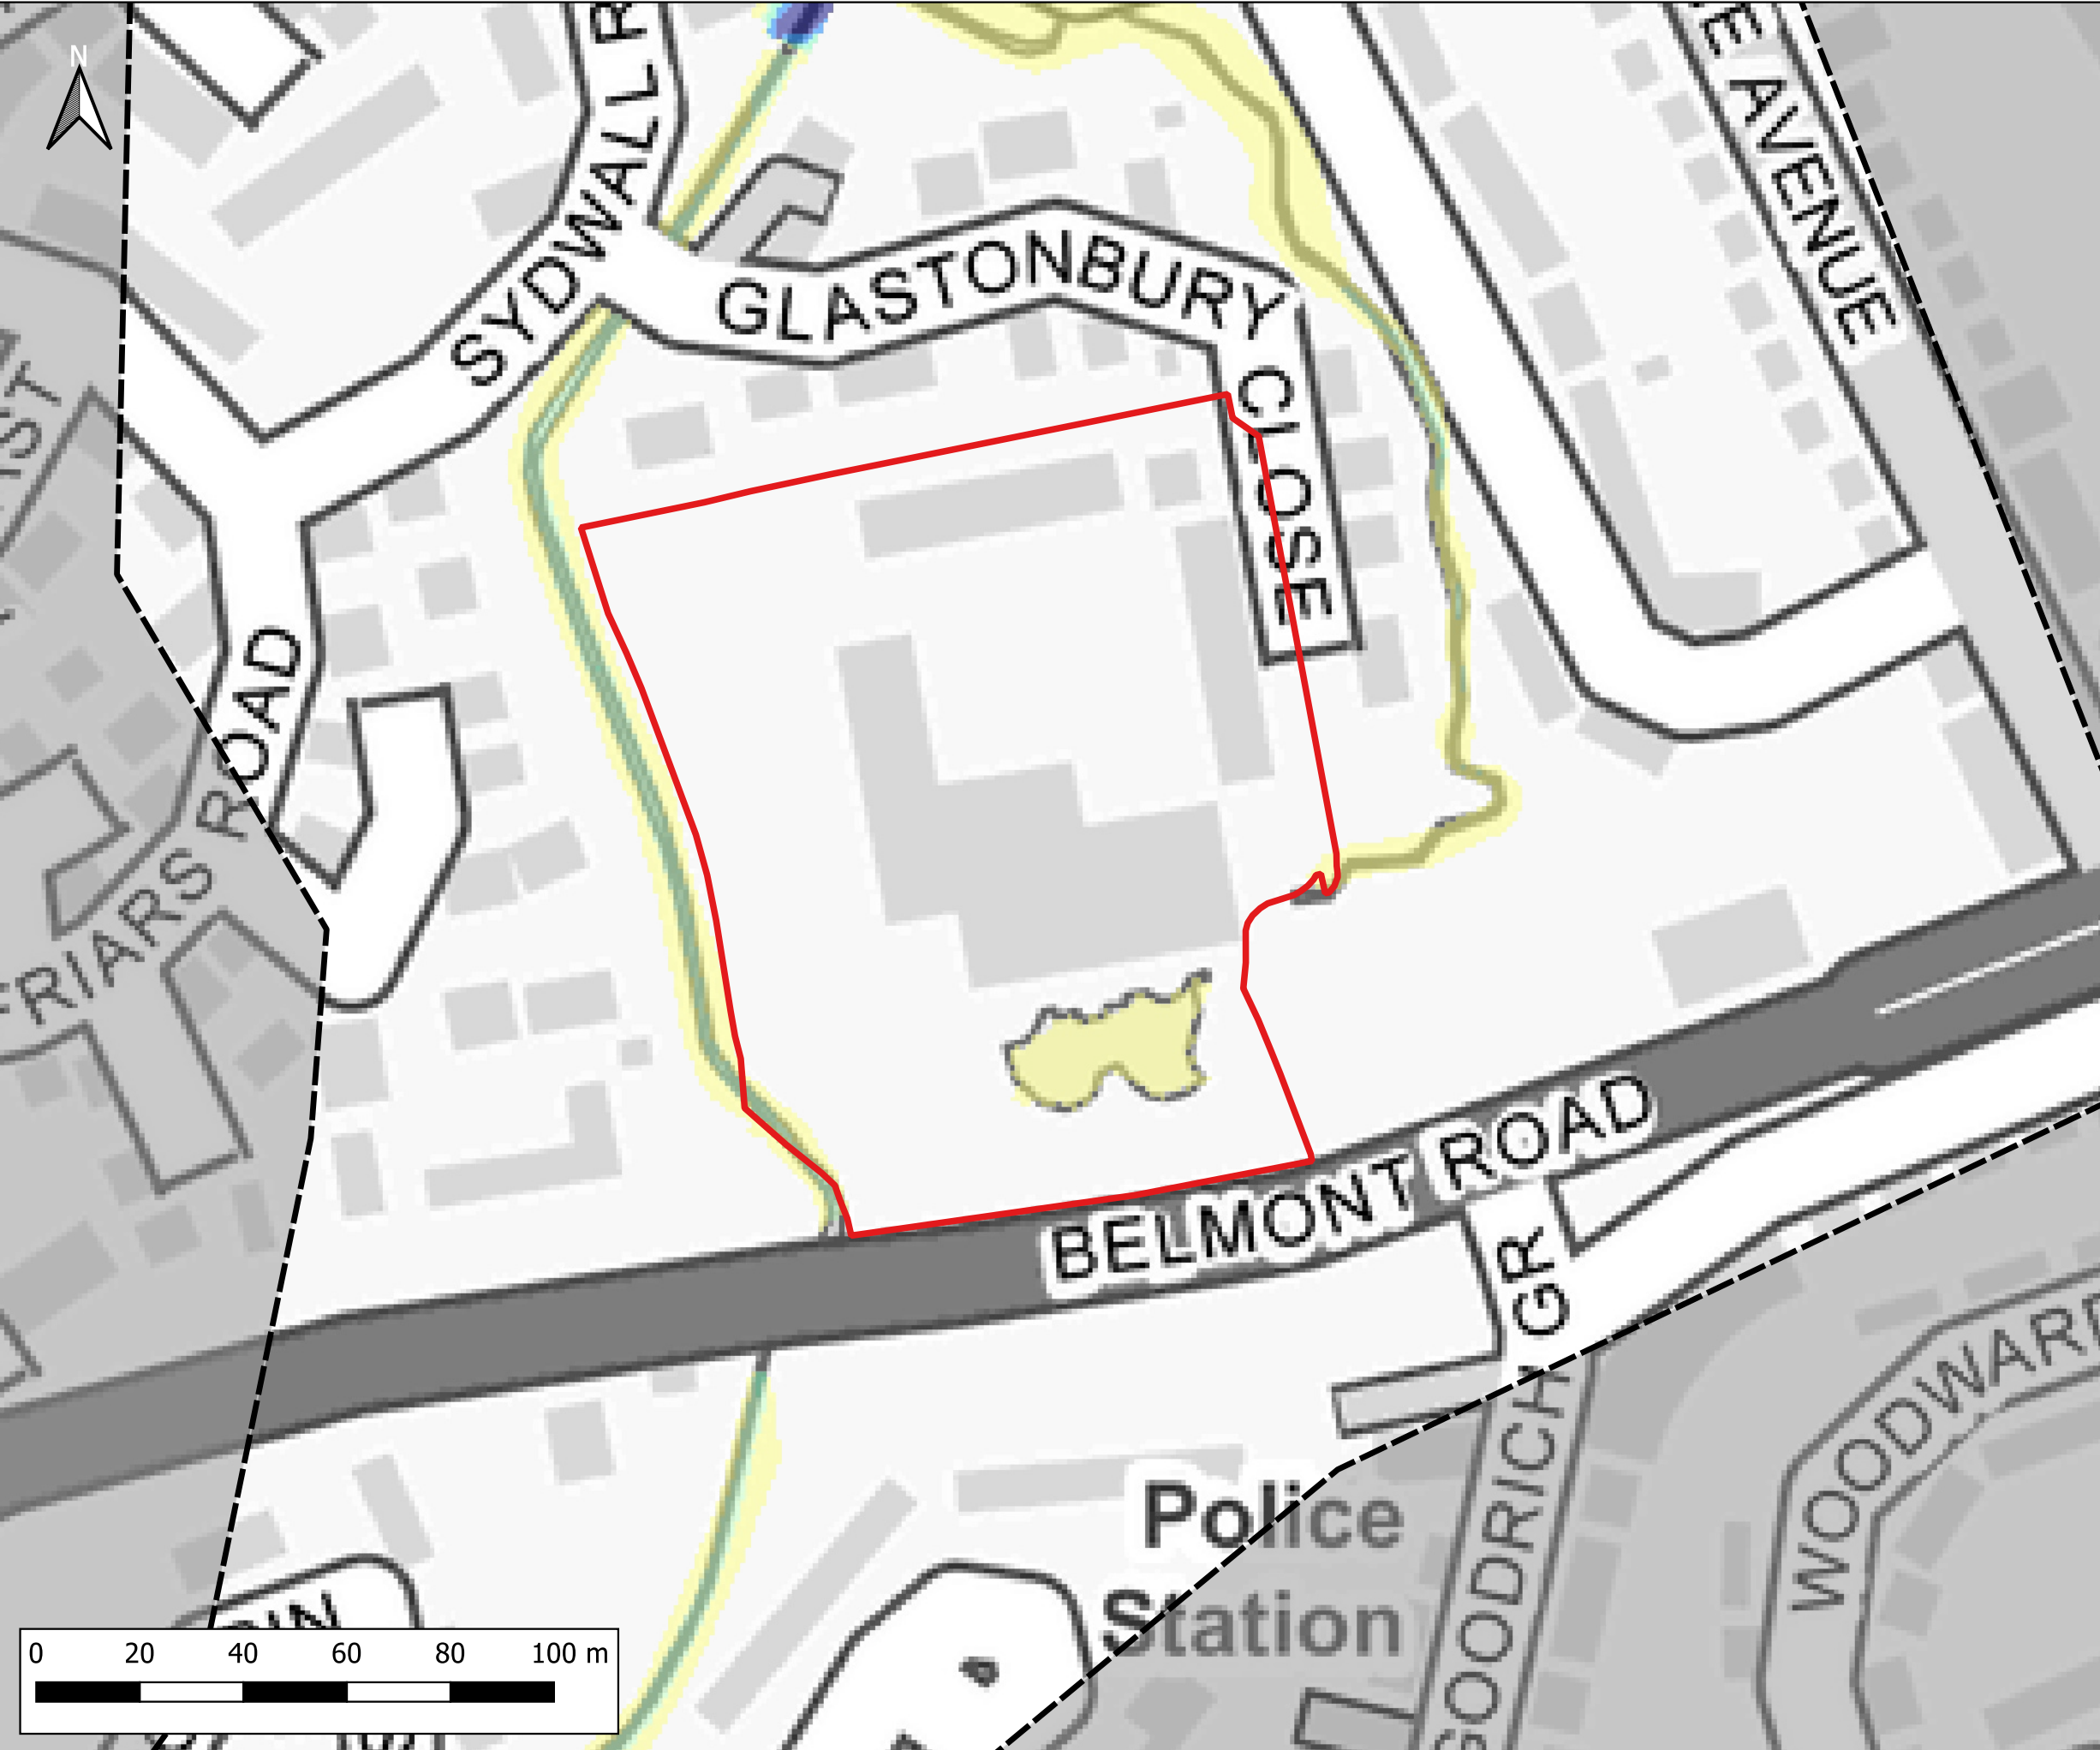 N
SYDWALL R
GLASTONBURY
CLOSE
E AVENUE
ROAD
FRIARS
BELMONT ROAD
GR
GOODRICH
WOODWARD
Police
Station
0 20 40 60 80 100 m